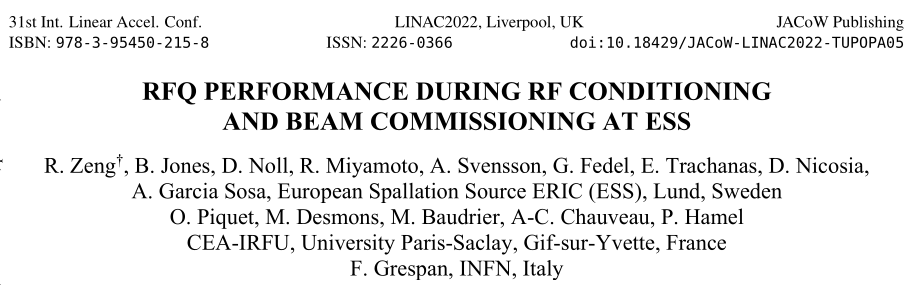 31st Int. Linear Accel. Conf. LINAC2022, Liverpool, UK JACoW Publishing
ISBN: 978-3-95450-215-8 ISSN: 2226-0366 doi:10.18429/JACoW-LINAC2022-TUPOPA05
RFQ PERFORMANCE DURING RF CONDITIONING
AND BEAM COMMISSIONING AT ESS
R. Zeng†, B. Jones, D. Noll, R. Miyamoto, A. Svensson, G. Fedel, E. Trachanas, D. Nicosia,
A. Garcia Sosa, European Spallation Source ERIC (ESS), Lund, Sweden
O. Piquet, M. Desmons, M. Baudrier, A-C. Chauveau, P. Hamel
CEA-IRFU, University Paris-Saclay, Gif-sur-Yvette, France
F. Grespan, INFN, Italy